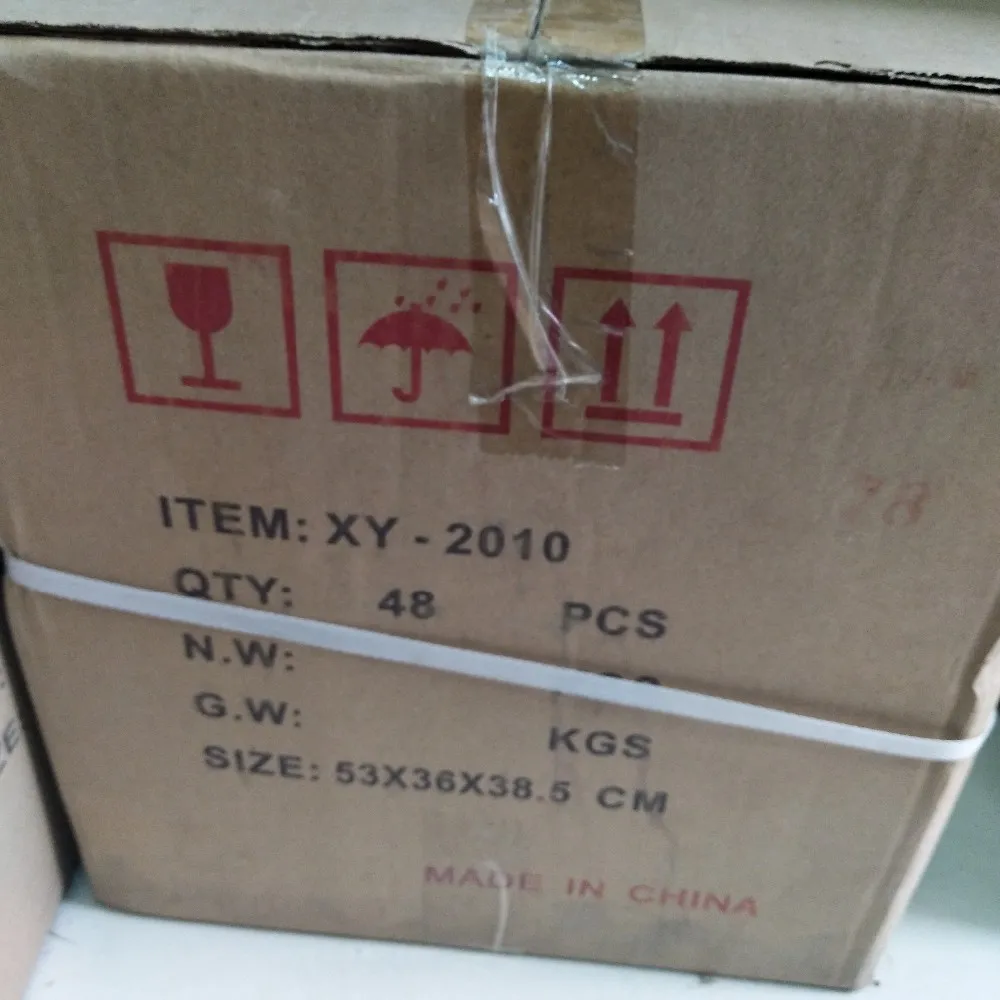 ITEM: XY - 2010
QTY: 48 PCS
N.W:
G.W: KGS
SIZE: 53X36X38.5 CM
MADE IN CHINA